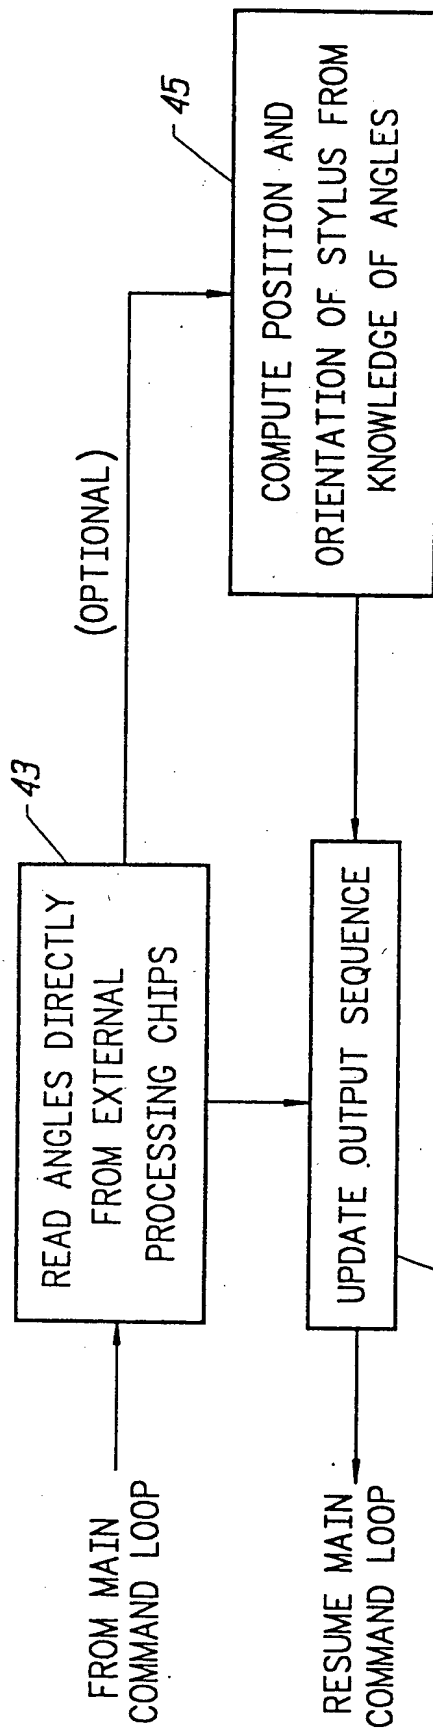 FROM MAIN
COMMAND LOOP
READ ANGLES DIRECTLY
FROM EXTERNAL
PROCESSING CHIPS
43
(OPTIONAL)
45
COMPUTE POSITION AND
ORIENTATION OF STYLUS FROM
KNOWLEDGE OF ANGLES
UPDATE OUTPUT SEQUENCE
RESUME MAIN
COMMAND LOOP